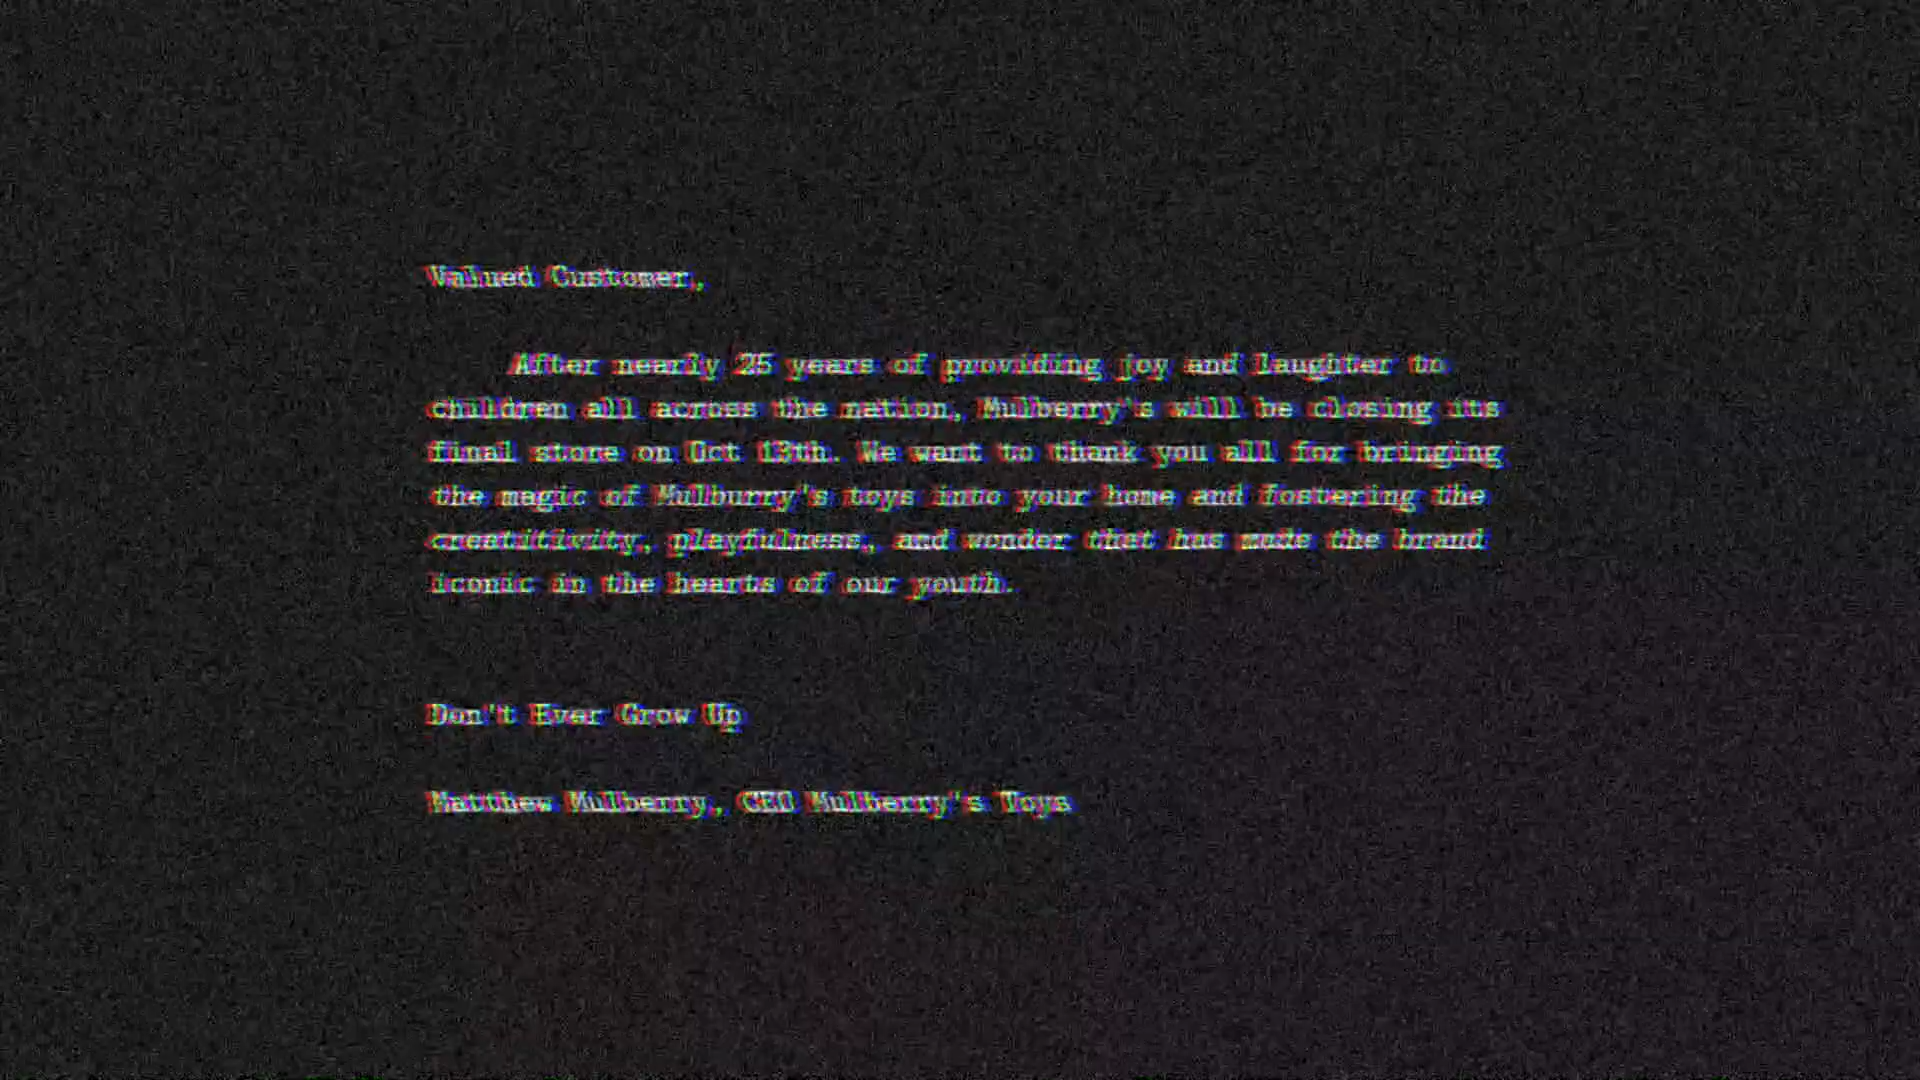 Valued Customer,
After nearly 25 years of providing joy and laughter to
children all across the nation, Mulberry's will be closing its
final store on Oct 13th. We want to thank you all for bringing
the magic of Mulburry's toys into your home and fostering the
creatitivity, playfulness, and wonder that has made the brand
iconic in the hearts of our youth.
Don't Ever Grow Up
Matthew Mulberry, CEO Mulberry's Toys